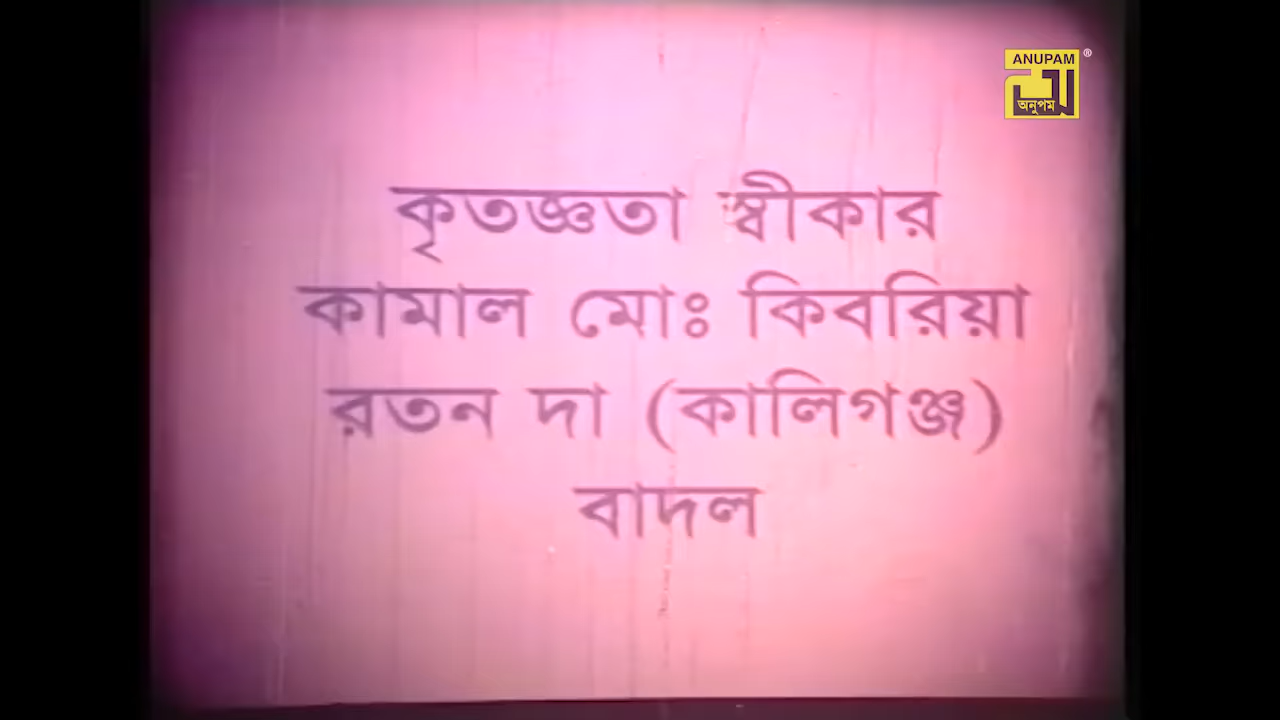 ANUPAM
অনুপম
কৃতজ্ঞতা স্বীকার
কামাল মোঃ কিবরিয়া
রতন দা (কালিগঞ্জ)
বাদল